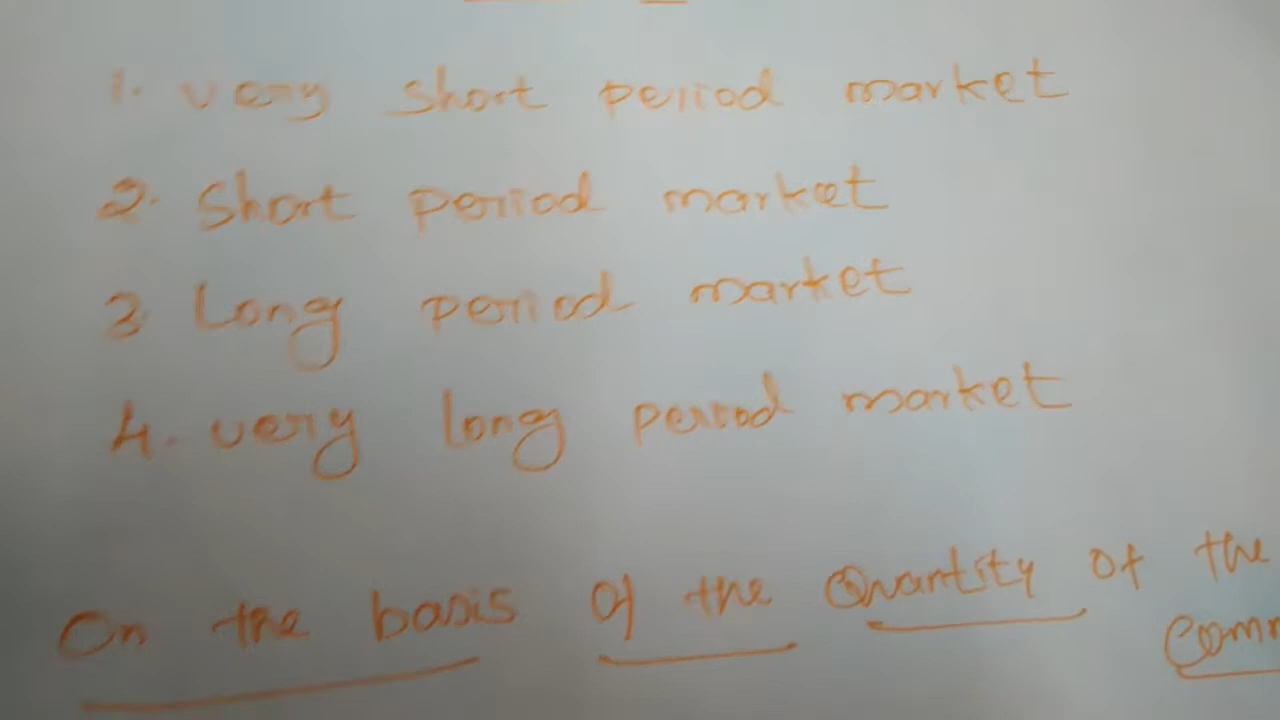 1. very short period market
2. Short period market
3 Long period market
4. very long period market
On the basis of the Quantity of the